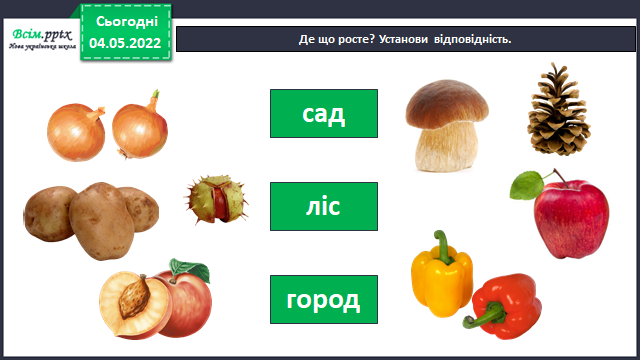 Всім.pptx
Нова українська школа
Сьогодні
04.05.2022
Де що росте? Установи відповідність.
сад
ліс
город